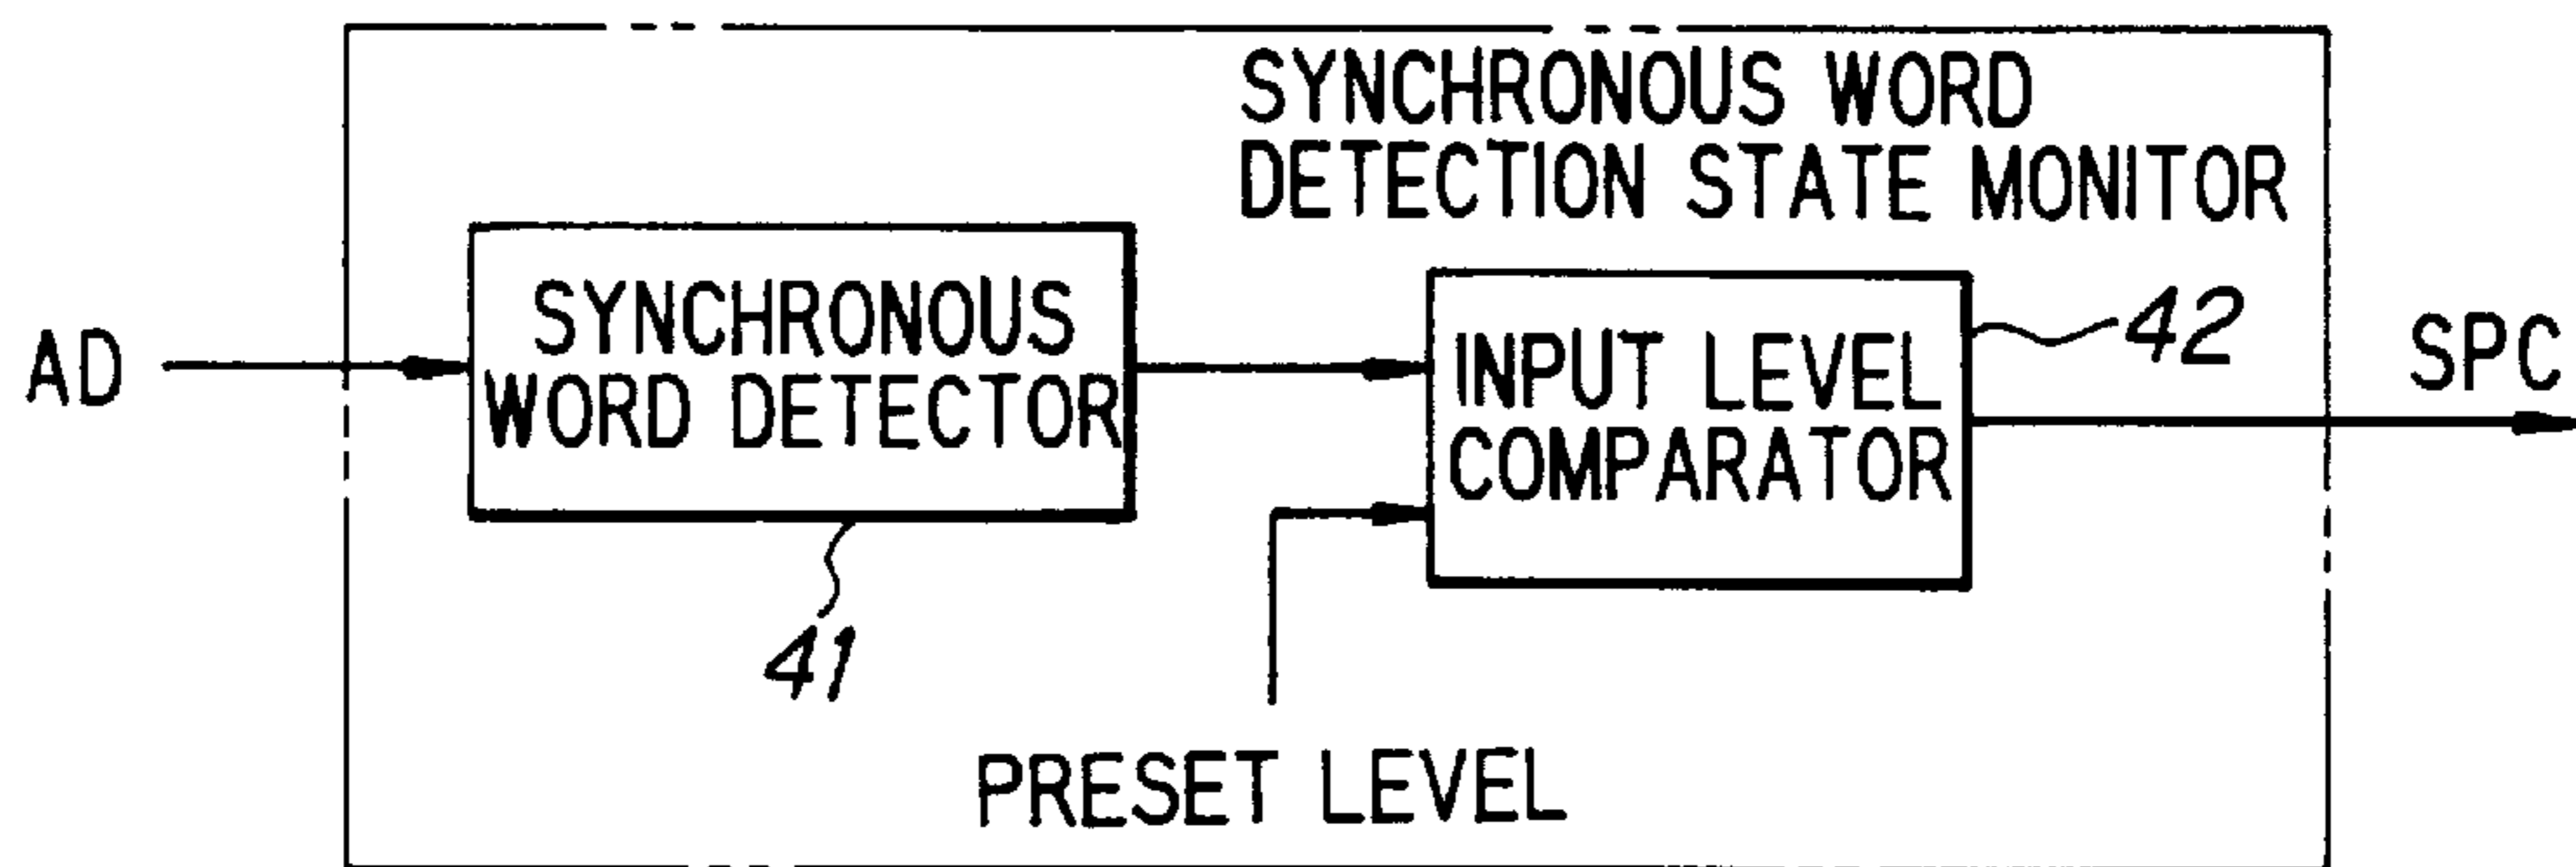 SYNCHRONOUS WORD
DETECTION STATE MONITOR
AD
SYNCHRONOUS
WORD DETECTOR
41
INPUT LEVEL
COMPARATOR
42
SPC
PRESET LEVEL